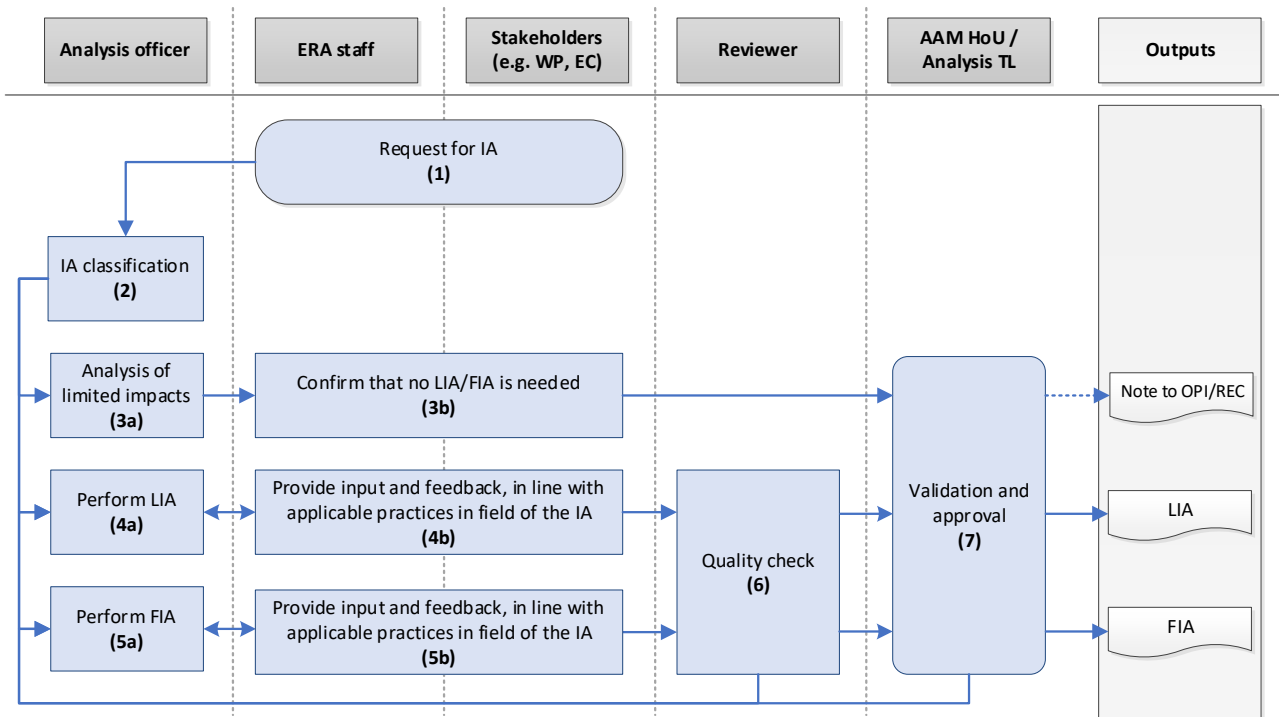 Analysis officer
ERA staff
Stakeholders
(e.g. WP, EC)
Reviewer
AAM HoU /
Analysis TL
Outputs
Request for IA
(1)
IA classification
(2)
Analysis of
limited impacts
(3a)
Confirm that no LIA/FIA is needed
(3b)
Note to OPI/REC
Perform LIA
(4a)
Provide input and feedback, in line with
applicable practices in field of the IA
(4b)
Quality check
(6)
Validation and
approval
(7)
LIA
Perform FIA
(5a)
Provide input and feedback, in line with
applicable practices in field of the IA
(5b)
FIA